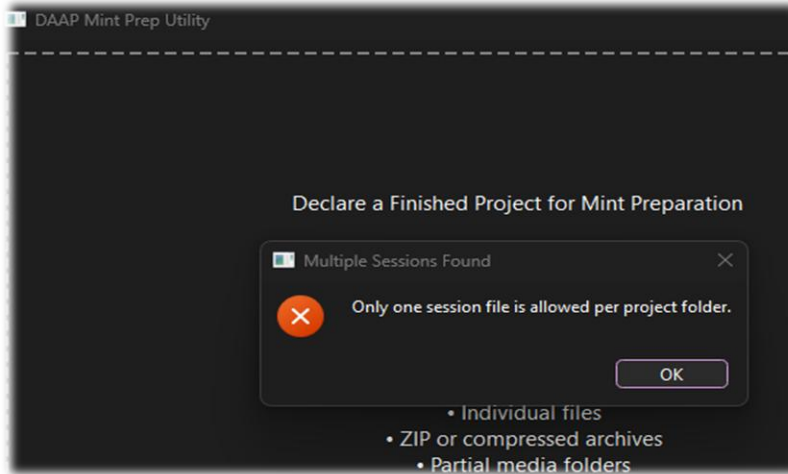 DAAP Mint Prep Utility
Declare a Finished Project for Mint Preparation
Multiple Sessions Found
Only one session file is allowed per project folder.
OK
• Individual files
• ZIP or compressed archives
• Partial media folders